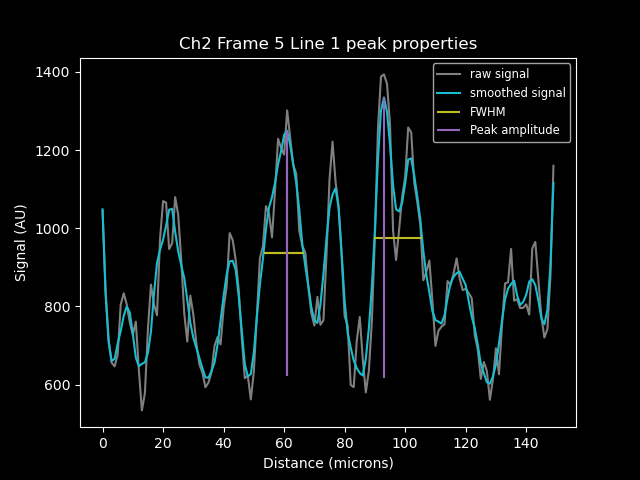 Ch2 Frame 5 Line 1 peak properties
raw signal
smoothed signal
FWHM
Peak amplitude
Signal (AU)
1400
1200
1000
800
600
0 20 40 60 80 100 120 140
Distance (microns)